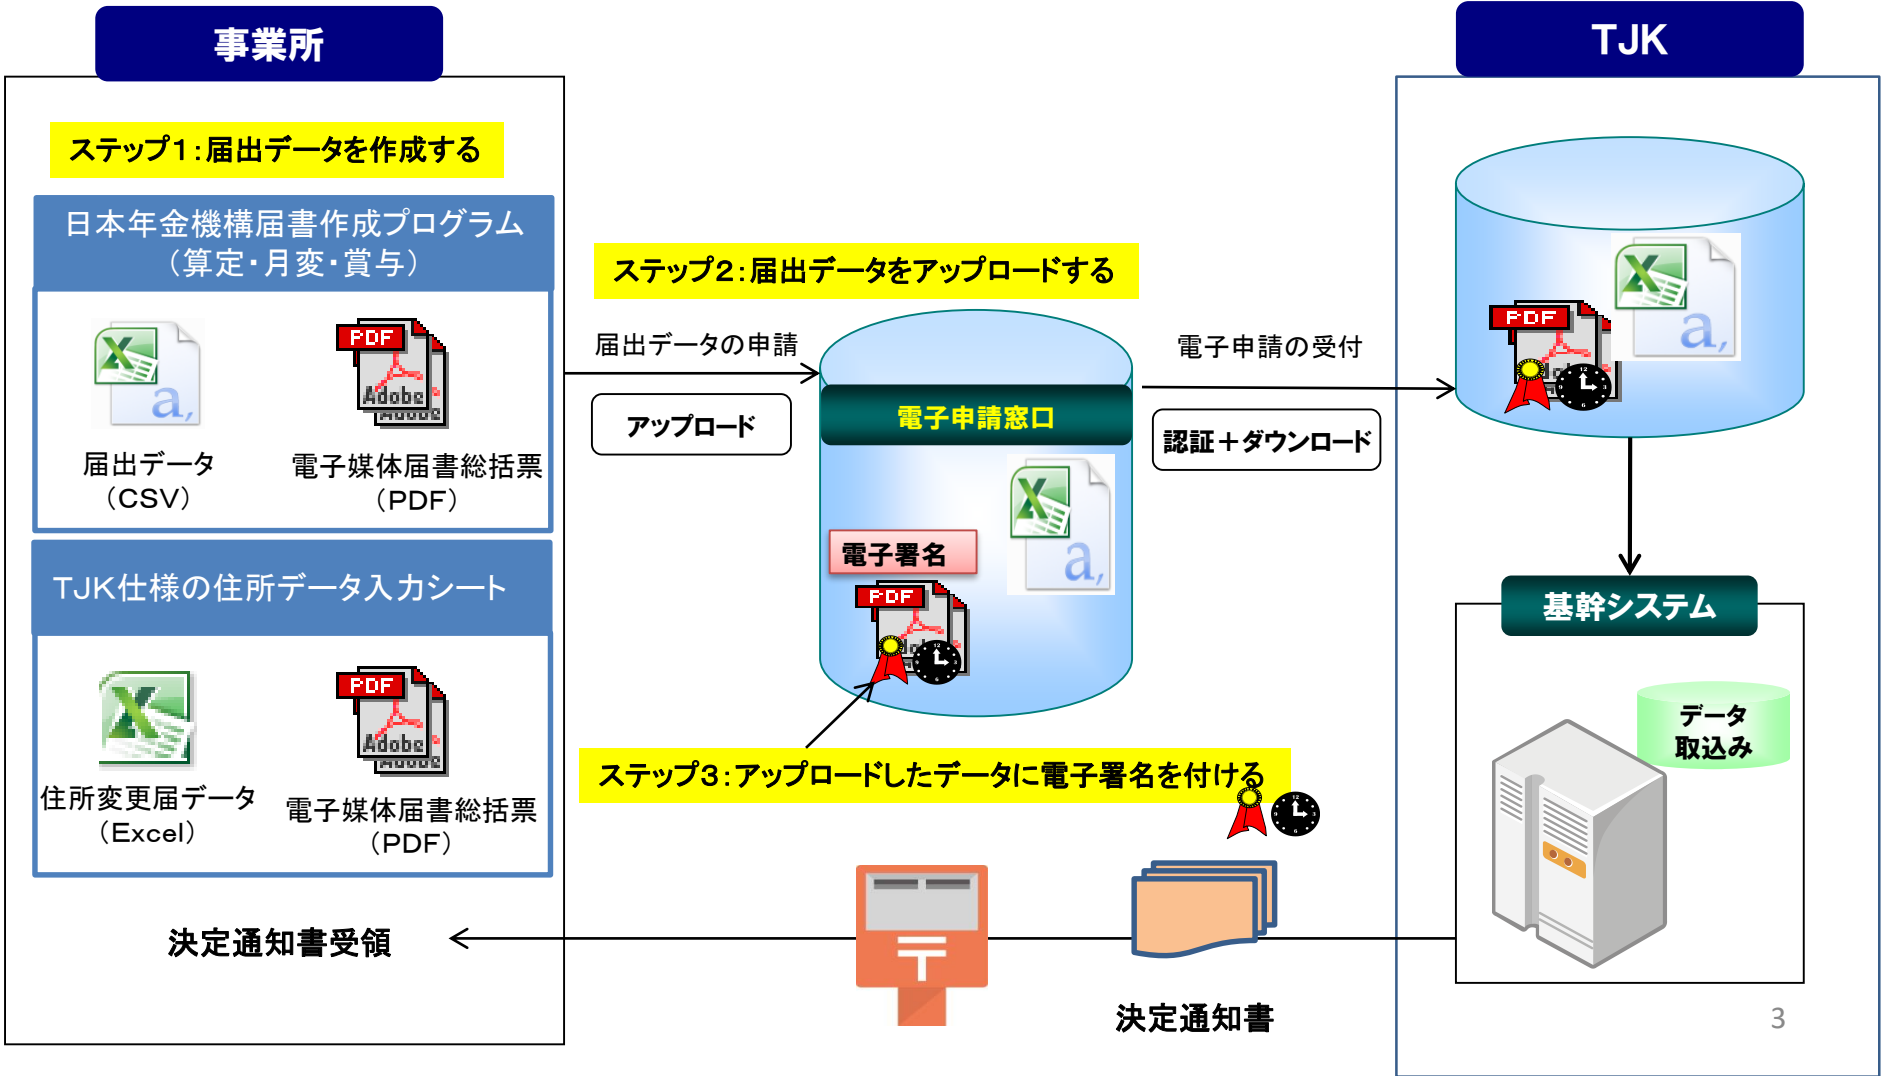 事業所
TJK
ステップ1:届出データを作成する
日本年金機構届書作成プログラム
(算定・月変・賞与)
PDF
Adobe
Adobe
a,
届出データ
(CSV)
電子媒体届書総括票
(PDF)
TJK仕様の住所データ入力シート
PDF
Adobe
Adobe
住所変更届データ
(Excel)
電子媒体届書総括票
(PDF)
決定通知書受領
ステップ2:届出データをアップロードする
届出データの申請
アップロード
電子申請窓口
a,
電子署名
PDF
電子申請の受付
認証+ダウンロード
ステップ3:アップロードしたデータに電子署名を付ける
PDF
a,
基幹システム
データ
取込み
〒
決定通知書
3